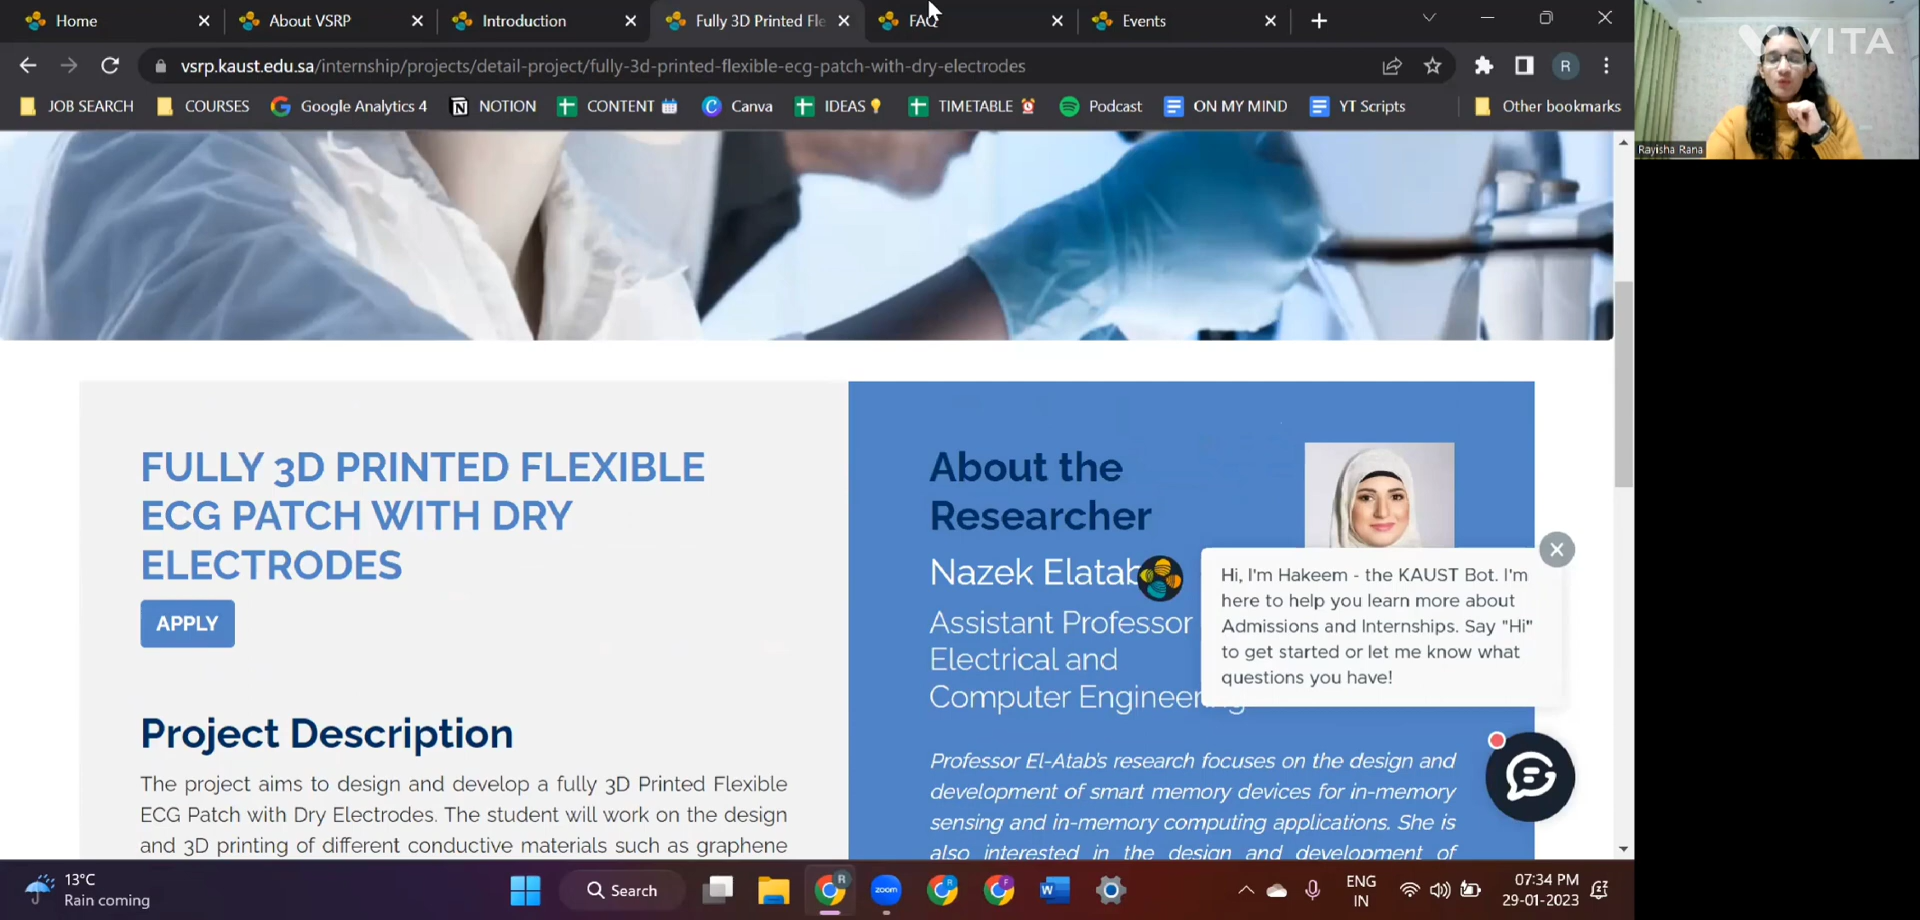 Home
About VSRP
Introduction
Fully 3D Printed Fle
FAQ
Events
vsrp.kaust.edu.sa/internship/projects/detail-project/fully-3d-printed-flexible-ecg-patch-with-dry-electrodes
R
JOB SEARCH
COURSES
Google Analytics 4
NOTION
CONTENT
Canva
IDEAS
TIMETABLE
Podcast
ON MY MIND
YT Scripts
Other bookmarks
VITA
Rayisha Rana
FULLY 3D PRINTED FLEXIBLE
ECG PATCH WITH DRY
ELECTRODES
APPLY
Project Description
The project aims to design and develop a fully 3D Printed Flexible
ECG Patch with Dry Electrodes. The student will work on the design
and 3D printing of different conductive materials such as graphene
About the
Researcher
Nazek Elatab
Assistant Professor
Electrical and
Computer Engineering
Professor El-Atab's research focuses on the design and
development of smart memory devices for in-memory
sensing and in-memory computing applications. She is
also interested in the design and development of
Hi, I'm Hakeem - the KAUST Bot. I'm
here to help you learn more about
Admissions and Internships. Say "Hi"
to get started or let me know what
questions you have!
13°C
Rain coming
Search
zoom
ENG
IN
07:34 PM
29-01-2023